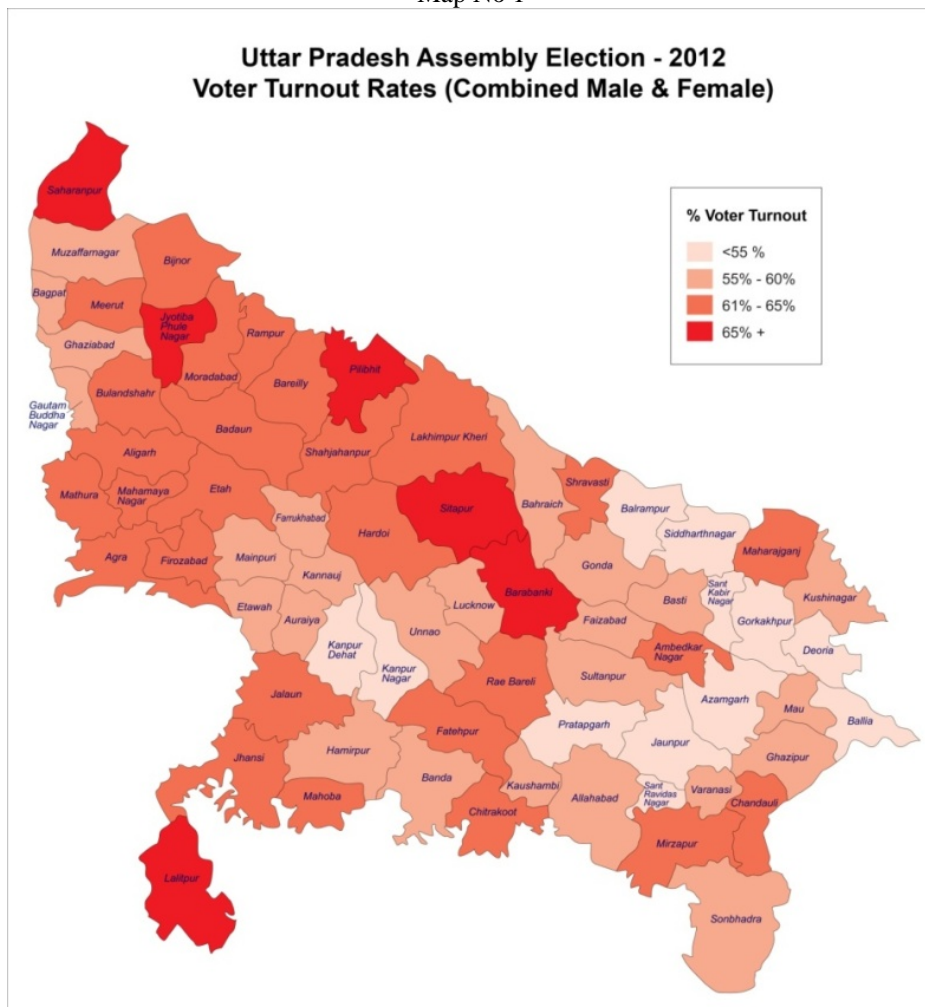 Map No 1
Uttar Pradesh Assembly Election - 2012
Voter Turnout Rates (Combined Male & Female)
% Voter Turnout
<55 %
55% - 60%
61% - 65%
65% +
Saharanpur
Muzaffarnagar
Bijnor
Bagpat
Meerut
Jyotiba
Phule
Nagar
Rampur
Ghaziabad
Moradabad
Bareilly
Pilibhit
Bulandshahr
Gautam
Buddha
Nagar
Badaun
Lakhimpur Kheri
Aligarh
Shahjahanpur
Shravasti
Mathura
Mahamaya
Nagar
Etah
Sitapur
Bahraich
Balrampur
Farrukhabad
Hardoi
Siddharthnagar
Maharajganj
Agra
Firozabad
Mainpuri
Gonda
Kannauj
Barabanki
Sant
Kabir
Nagar
Kushinagar
Etawah
Lucknow
Basti
Auraiya
Unnao
Faizabad
Gorkakhpur
Kanpur
Dehat
Kanpur
Nagar
Ambedkar
Nagar
Deoria
Rae Bareli
Sultanpur
Jalaun
Azamgarh
Mau
Ballia
Fatehpur
Pratapgarh
Jaunpur
Hamirpur
Ghazipur
Jhansi
Banda
Kaushambi
Sant
Ravidas
Nagar
Varanasi
Mahoba
Allahabad
Chandauli
Chitrakoot
Mirzapur
Lalitpur
Sonbhadra